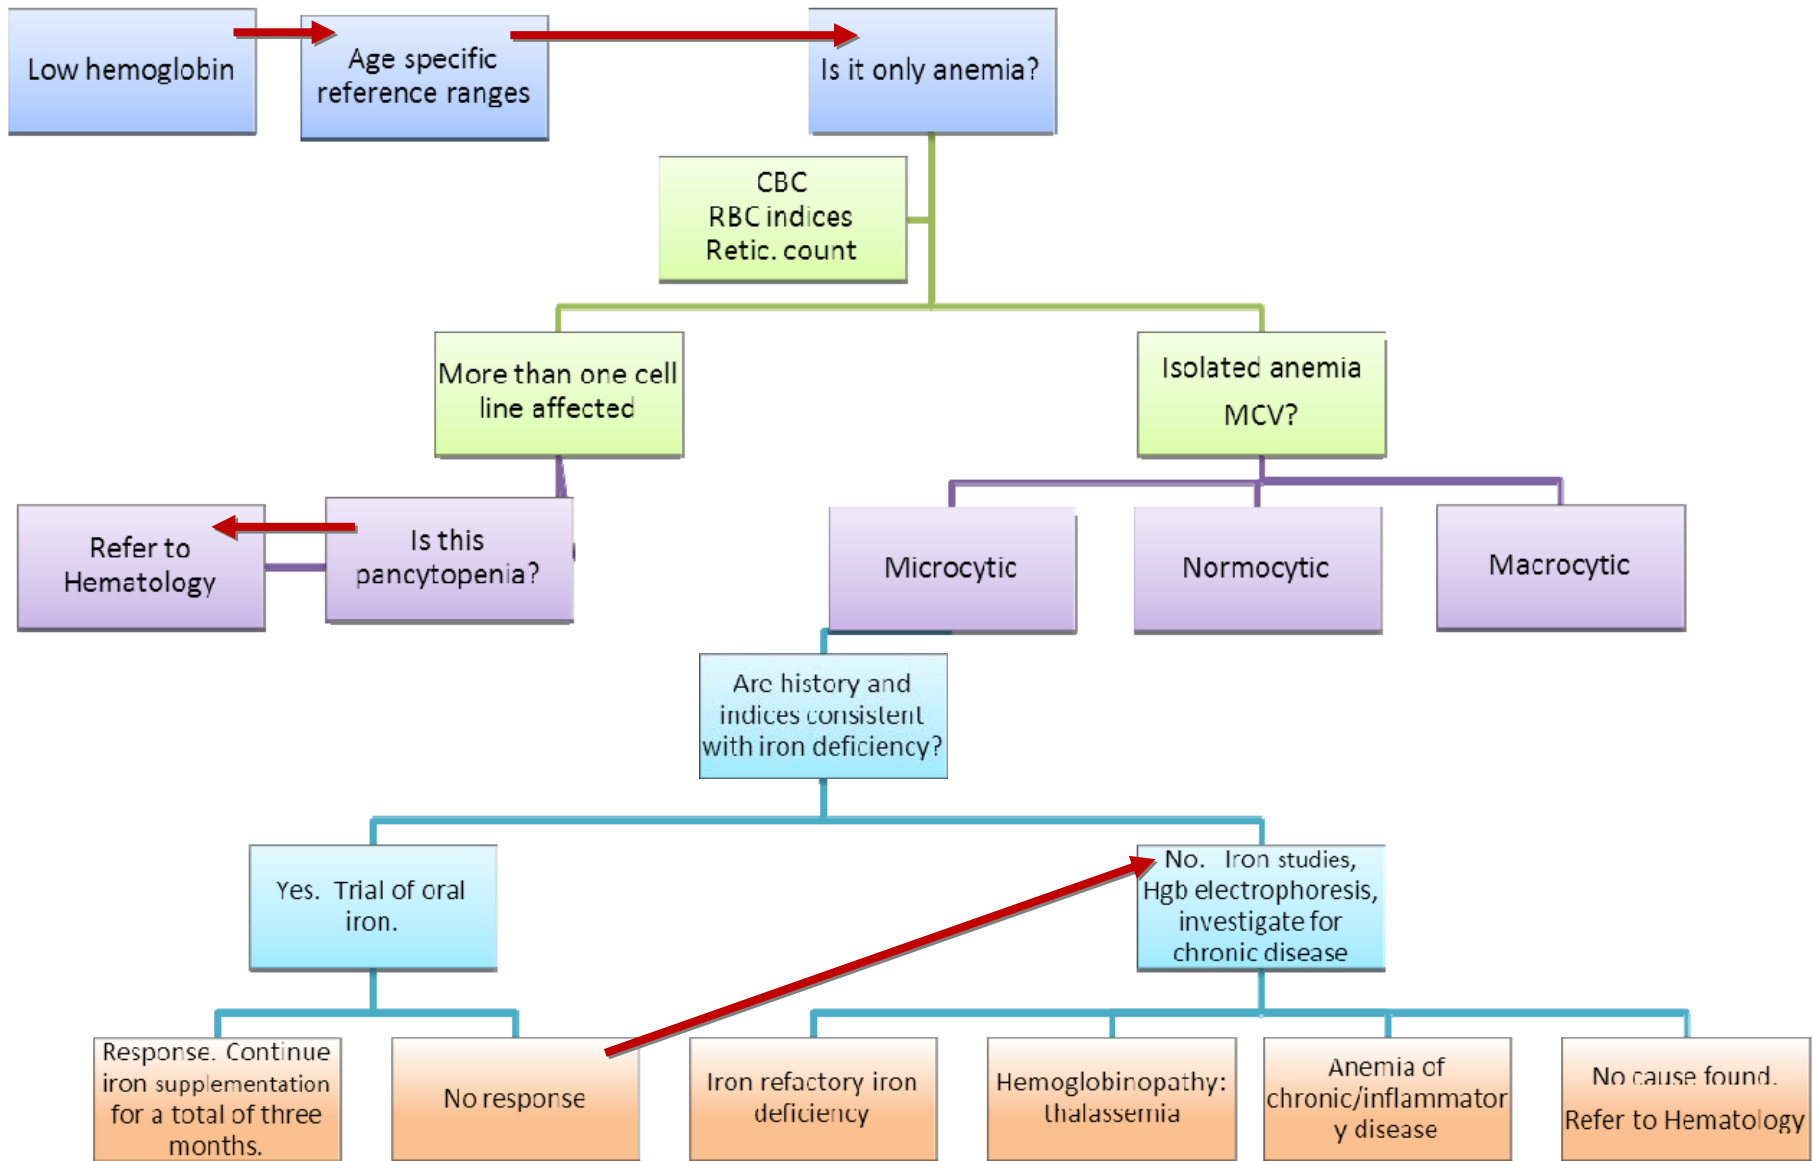 Low hemoglobin
Age specific
reference ranges
Is it only anemia?
CBC
RBC indices
Retic. count
More than one cell
line affected
Isolated anemia
MCV?
Refer to
Hematology
Is this
pancytopenia?
Microcytic
Normocytic
Macrocytic
Are history and
indices consistent
with iron deficiency?
Yes. Trial of oral
iron.
No. Iron studies,
Hgb electrophoresis,
investigate for
chronic disease
Response. Continue
iron supplementation
for a total of three
months.
No response
Iron refactory iron
deficiency
Hemoglobinopathy:
thalassemia
Anemia of
chronic/inflammator
y disease
No cause found.
Refer to Hematology